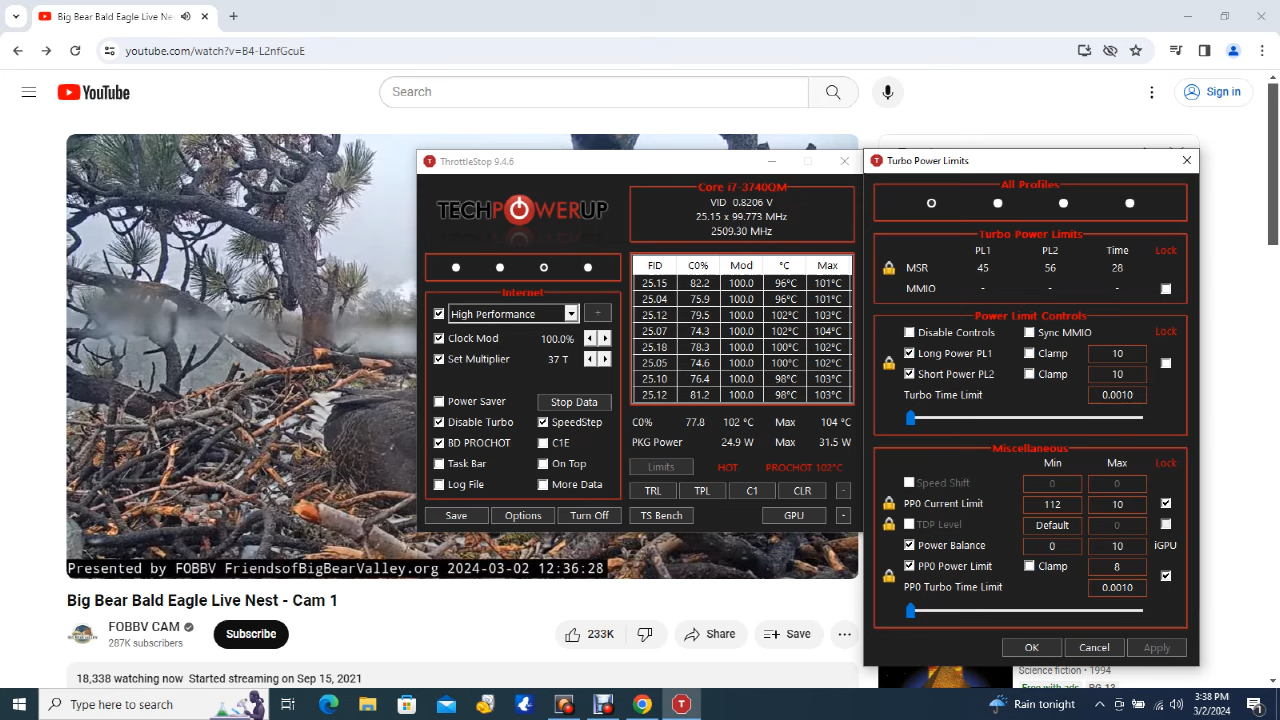 Big Bear Bald Eagle Live Nes
youtube.com/watch?v=B4-L2nfGcuE
YouTube
Search
Sign in
ThrottleStop 9.4.6
TECHPOWERUP
Core i7-3740QM
VID 0.8206 V
25.15 x 99.773 MHz
2509.30 MHz
Internet
High Performance
+
Clock Mod 100.0%
Set Multiplier 37 T
Power Saver Stop Data
Disable Turbo SpeedStep
BD PROCHOT C1E
Task Bar On Top
Log File More Data
Save Options Turn Off
FID C0% Mod °C Max
25.15 82.2 100.0 96°C 101°C
25.04 75.9 100.0 96°C 101°C
25.12 79.5 100.0 102°C 103°C
25.07 74.3 100.0 102°C 104°C
25.18 78.3 100.0 100°C 102°C
25.05 74.6 100.0 100°C 102°C
25.10 76.4 100.0 98°C 103°C
25.12 81.2 100.0 98°C 103°C
C0% 77.8 102 °C Max 104 °C
PKG Power 24.9 W Max 31.5 W
Limits HOT PROCHOT 102°C
TRL TPL C1 CLR -
TS Bench GPU -
Turbo Power Limits
All Profiles
Turbo Power Limits
PL1 PL2 Time Lock
MSR 45 56 28
MMIO - - -
Power Limit Controls
Disable Controls Sync MMIO Lock
Long Power PL1 Clamp 10
Short Power PL2 Clamp 10
Turbo Time Limit 0.0010
Miscellaneous
Min Max Lock
Speed Shift 0 0
PP0 Current Limit 112 10
TDP Level Default 0
Power Balance 0 10 iGPU
PP0 Power Limit Clamp 8
PP0 Turbo Time Limit 0.0010
OK Cancel Apply
Presented by FOBBV FriendsofBigBearValley.org 2024-03-02 12:36:28
Big Bear Bald Eagle Live Nest - Cam 1
FOBBV CAM
287K subscribers
Subscribe
233K
Share
Save
18,338 watching now Started streaming on Sep 15, 2021
Science fiction • 1994
Free with ads PG-13
Type here to search
Rain tonight
3:38 PM
3/2/2024
1